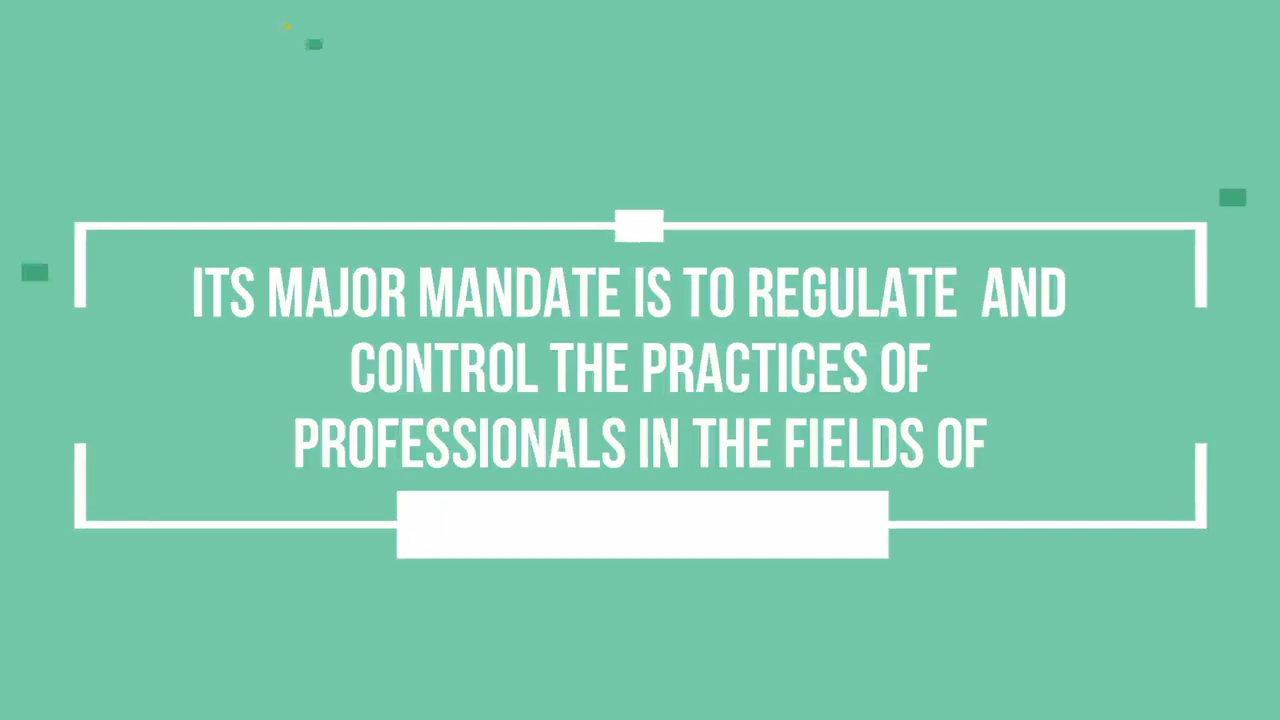 ITS MAJOR MANDATE IS TO REGULATE  AND
CONTROL THE PRACTICES OF
PROFESSIONALS IN THE FIELDS OF